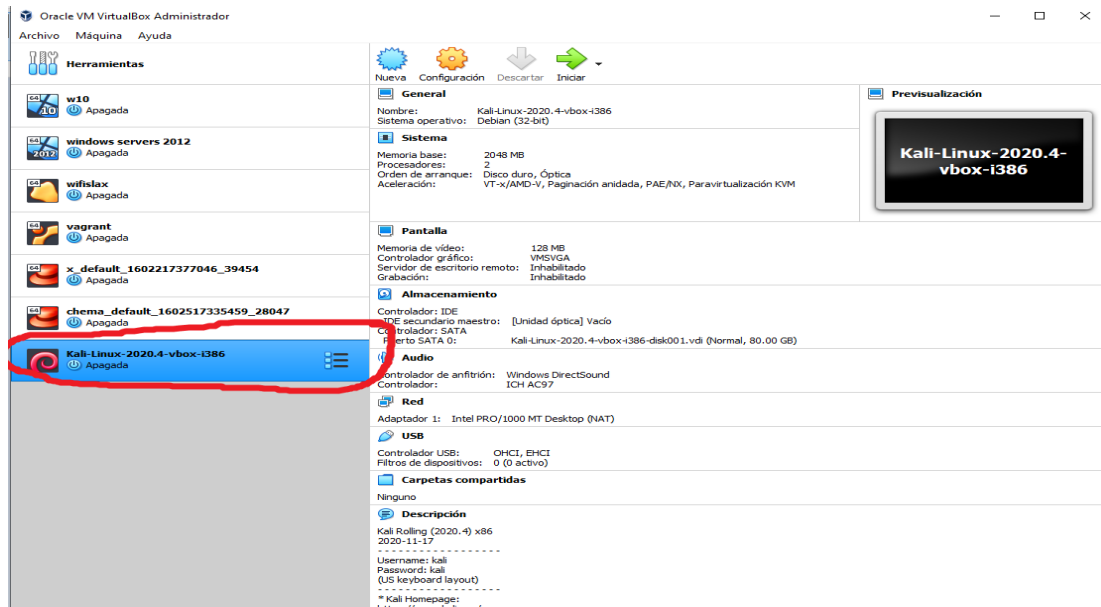 Oracle VM VirtualBox Administrador
Archivo Máquina Ayuda
Herramientas
w10
Apagada
windows servers 2012
Apagada
wifislax
Apagada
vagrant
Apagada
x_default_1602217377046_39454
Apagada
chema_default_1602517335459_28047
Apagada
Kali-Linux-2020.4-vbox-i386
Apagada
Nueva Configuración Descartar Iniciar
General
Nombre: Kali-Linux-2020.4-vbox-i386
Sistema operativo: Debian (32-bit)
Sistema
Memoria base: 2048 MB
Procesadores: 2
Orden de arranque: Disco duro, Óptica
Aceleración: VT-x/AMD-V, Paginación anidada, PAE/NX, Paravirtualización KVM
Previsualización
Kali-Linux-2020.4-
vbox-i386
Pantalla
Memoria de vídeo: 128 MB
Controlador gráfico: VMSVGA
Servidor de escritorio remoto: Inhabilitado
Grabación: Inhabilitado
Almacenamiento
Controlador: IDE
IDE secundario maestro: [Unidad óptica] Vacío
Controlador: SATA
Puerto SATA 0: Kali-Linux-2020.4-vbox-i386-disk001.vdi (Normal, 80.00 GB)
Audio
Controlador de anfitrión: Windows DirectSound
Controlador: ICH AC97
Red
Adaptador 1: Intel PRO/1000 MT Desktop (NAT)
USB
Controlador USB: OHCI, EHCI
Filtros de dispositivos: 0 (0 activo)
Carpetas compartidas
Ninguno
Descripción
Kali Rolling (2020.4) x86
2020-11-17
- - - - - - - - - - - - - - - - - -
Username: kali
Password: kali
(US keyboard layout)
- - - - - - - - - - - - - - - - - -
* Kali Homepage: